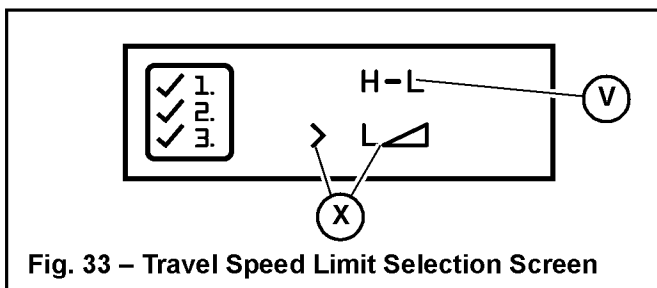 1.
2.
3.
H-L
L
V
X
Fig. 33 – Travel Speed Limit Selection Screen